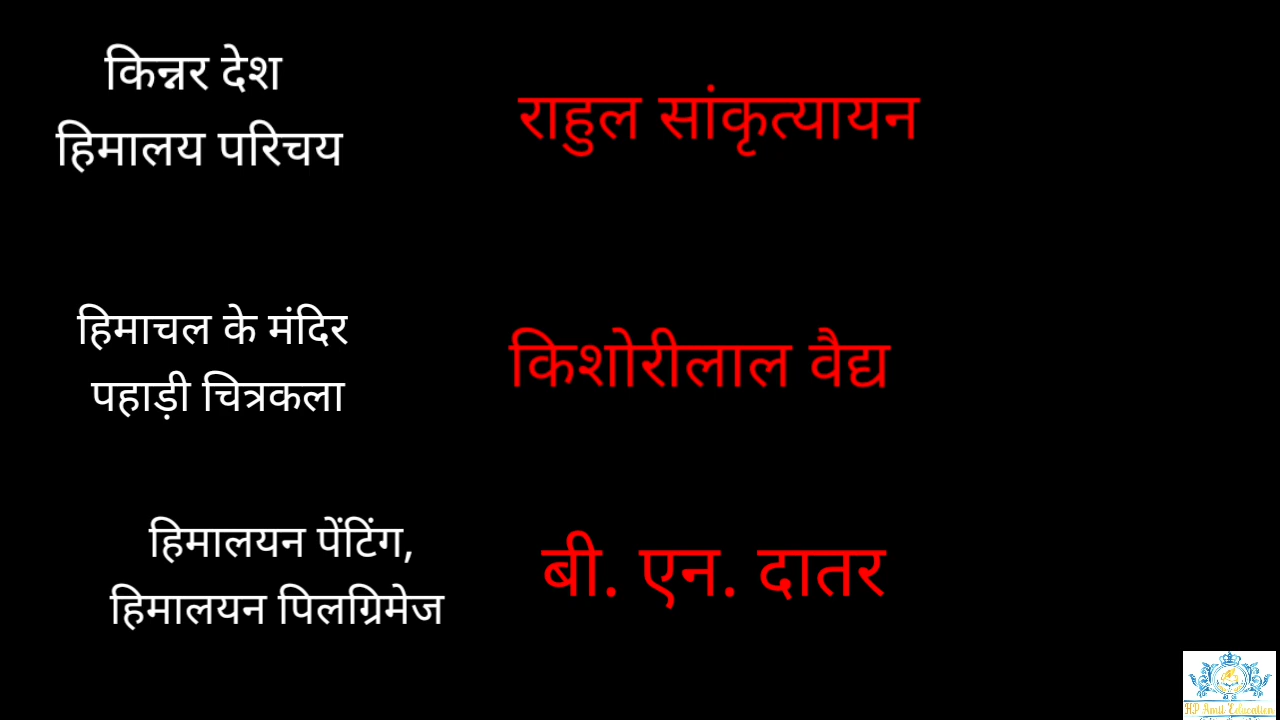 किन्नर देश
हिमालय परिचय
राहुल सांकृत्यायन
हिमाचल के मंदिर
पहाड़ी चित्रकला
किशोरीलाल वैद्य
हिमालयन पेंटिंग,
हिमालयन पिलग्रिमेज
बी. एन. दातर
HP Amit Education